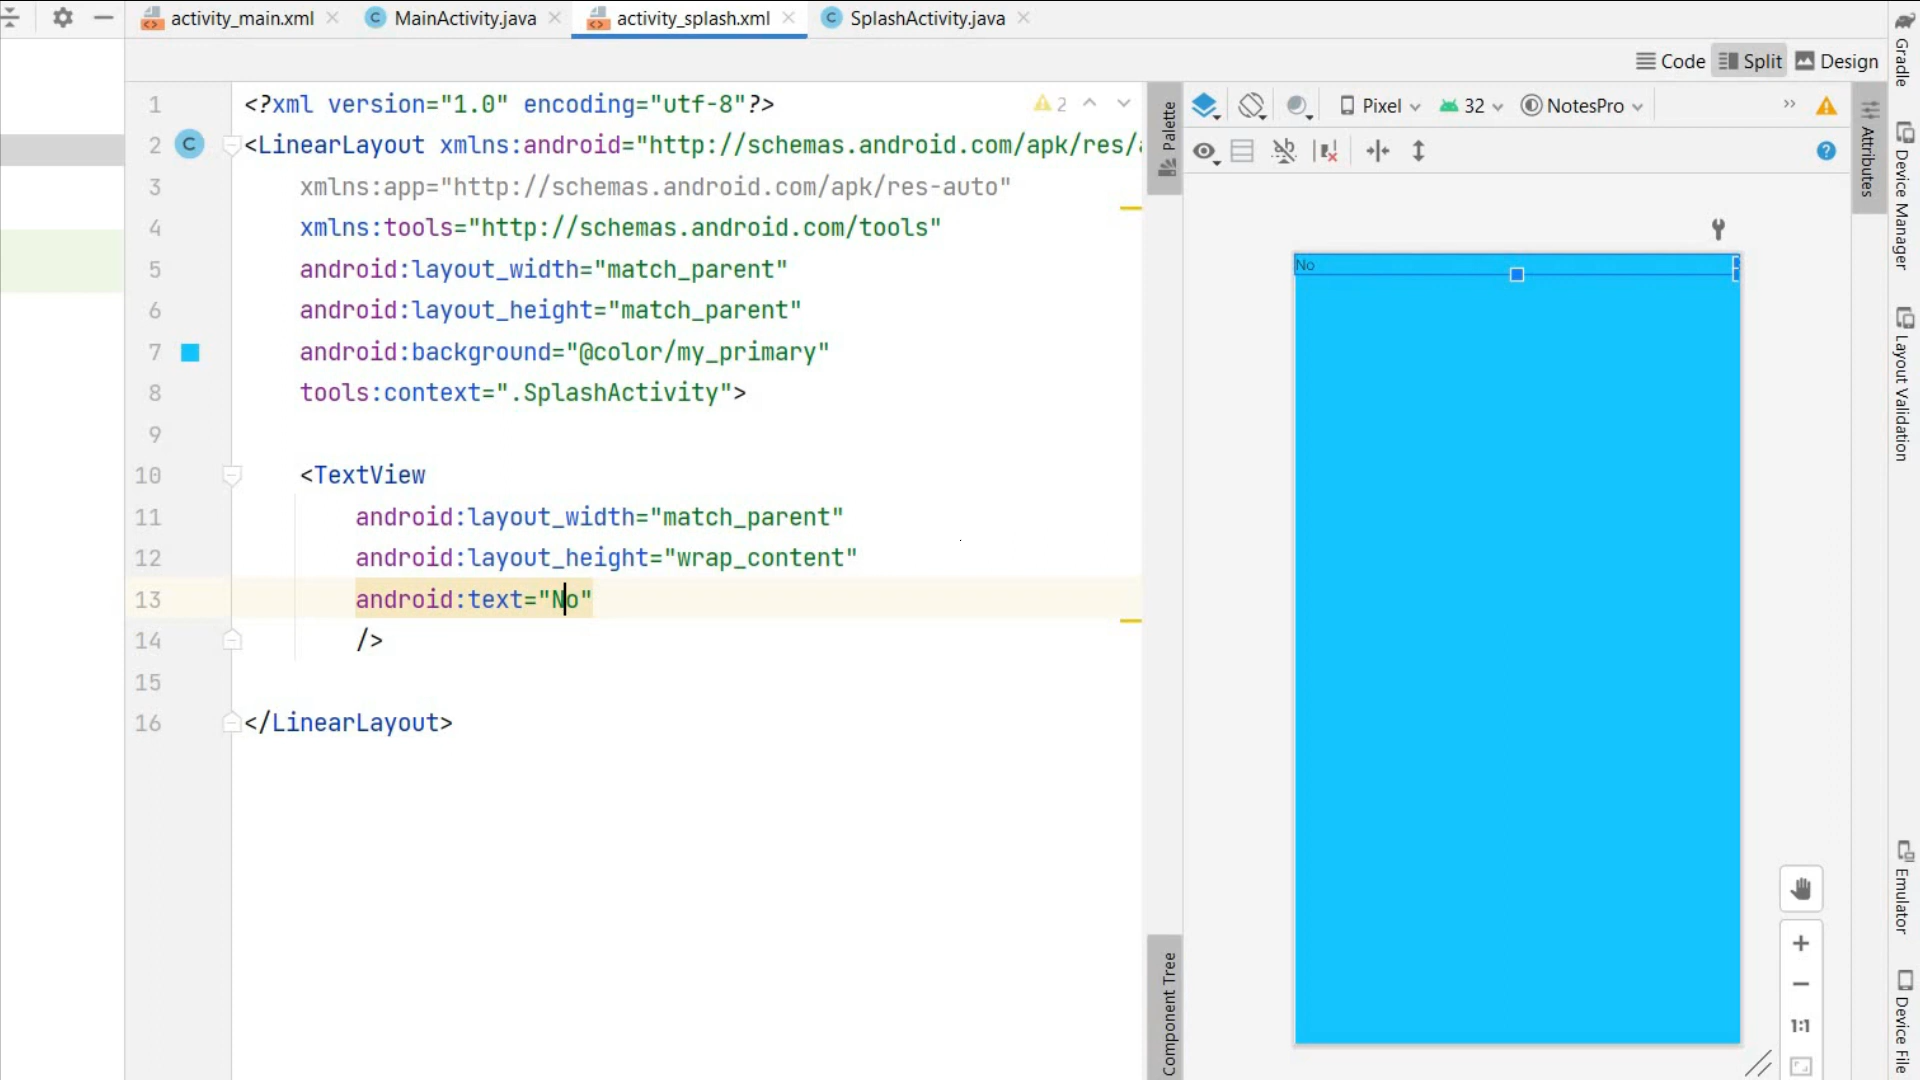 activity_main.xml
MainActivity.java
activity_splash.xml
SplashActivity.java
Code
Split
Design
1 <?xml version="1.0" encoding="utf-8"?>
2 <LinearLayout xmlns:android="http://schemas.android.com/apk/res/
3 xmlns:app="http://schemas.android.com/apk/res-auto"
4 xmlns:tools="http://schemas.android.com/tools"
5 android:layout_width="match_parent"
6 android:layout_height="match_parent"
7 android:background="@color/my_primary"
8 tools:context=".SplashActivity">
9
10 <TextView
11 android:layout_width="match_parent"
12 android:layout_height="wrap_content"
13 android:text="No"
14 />
15
16 </LinearLayout>
2
C
Palette
Component Tree
Pixel
32
NotesPro
No
1:1
Attributes
Gradle
Device Manager
Layout Validation
Emulator
Device File